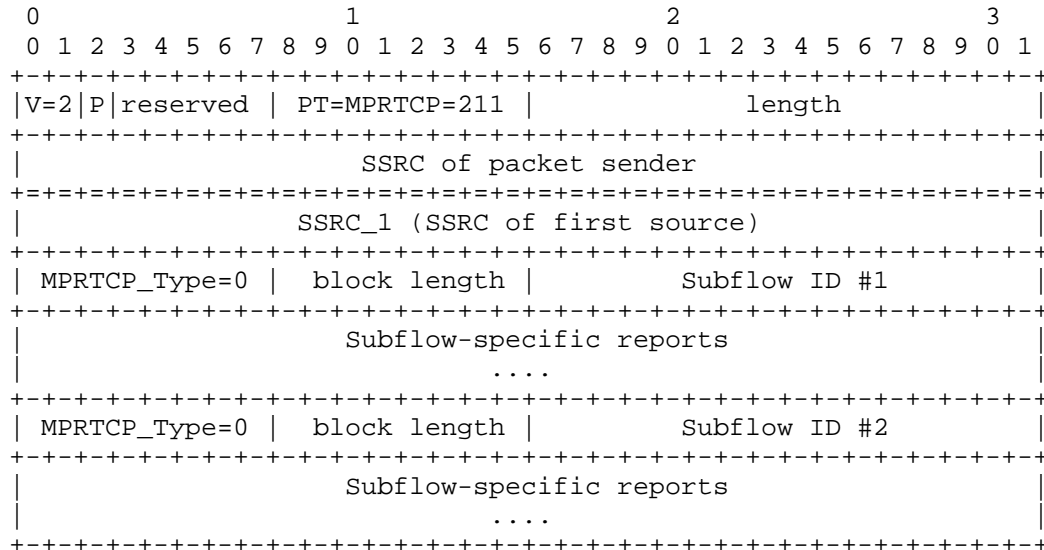 0                   1                   2                   3
 0 1 2 3 4 5 6 7 8 9 0 1 2 3 4 5 6 7 8 9 0 1 2 3 4 5 6 7 8 9 0 1
+-+-+-+-+-+-+-+-+-+-+-+-+-+-+-+-+-+-+-+-+-+-+-+-+-+-+-+-+-+-+-+-+
|V=2|P|reserved | PT=MPRTCP=211 |             length            |
+-+-+-+-+-+-+-+-+-+-+-+-+-+-+-+-+-+-+-+-+-+-+-+-+-+-+-+-+-+-+-+-+
|                     SSRC of packet sender                     |
+=+=+=+=+=+=+=+=+=+=+=+=+=+=+=+=+=+=+=+=+=+=+=+=+=+=+=+=+=+=+=+=+
|                 SSRC_1 (SSRC of first source)                 |
+-+-+-+-+-+-+-+-+-+-+-+-+-+-+-+-+-+-+-+-+-+-+-+-+-+-+-+-+-+-+-+-+
| MPRTCP_Type=0 |  block length |         Subflow ID #1         |
+-+-+-+-+-+-+-+-+-+-+-+-+-+-+-+-+-+-+-+-+-+-+-+-+-+-+-+-+-+-+-+-+
|                    Subflow-specific reports                   |
|                             ....                              |
+-+-+-+-+-+-+-+-+-+-+-+-+-+-+-+-+-+-+-+-+-+-+-+-+-+-+-+-+-+-+-+-+
| MPRTCP_Type=0 |  block length |         Subflow ID #2         |
+-+-+-+-+-+-+-+-+-+-+-+-+-+-+-+-+-+-+-+-+-+-+-+-+-+-+-+-+-+-+-+-+
|                    Subflow-specific reports                   |
|                             ....                              |
+-+-+-+-+-+-+-+-+-+-+-+-+-+-+-+-+-+-+-+-+-+-+-+-+-+-+-+-+-+-+-+-+